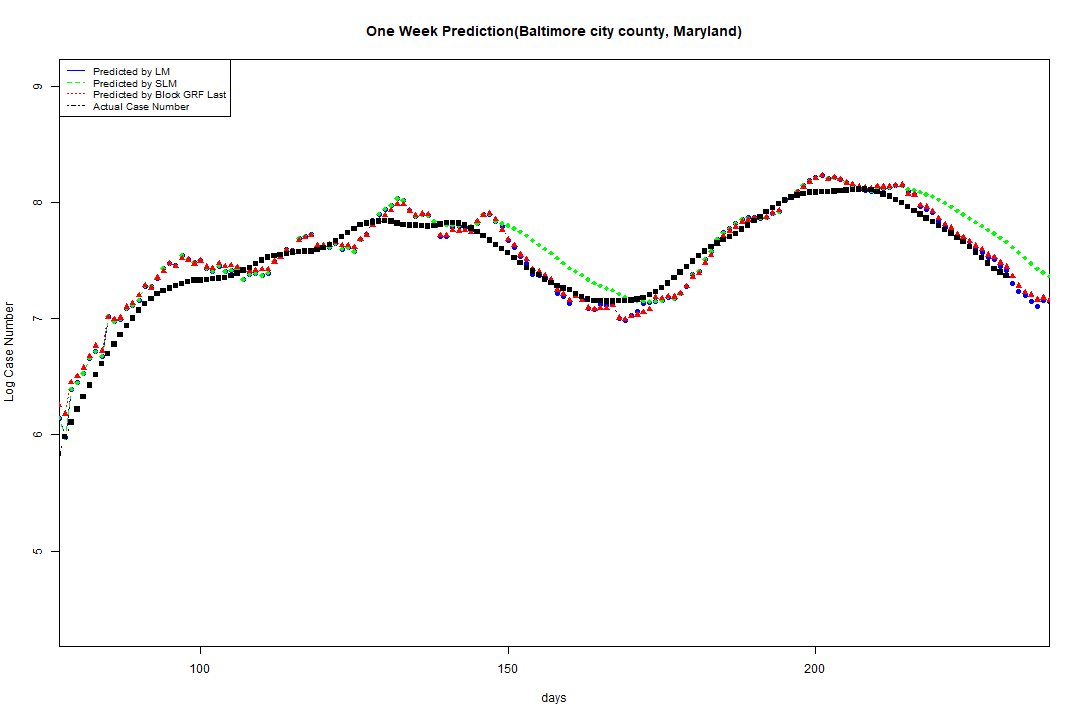 One Week Prediction(Baltimore city county, Maryland)
Predicted by LM
Predicted by SLM
Predicted by Block GRF Last
Actual Case Number
9
8
7
6
5
Log Case Number
100 150 200
days